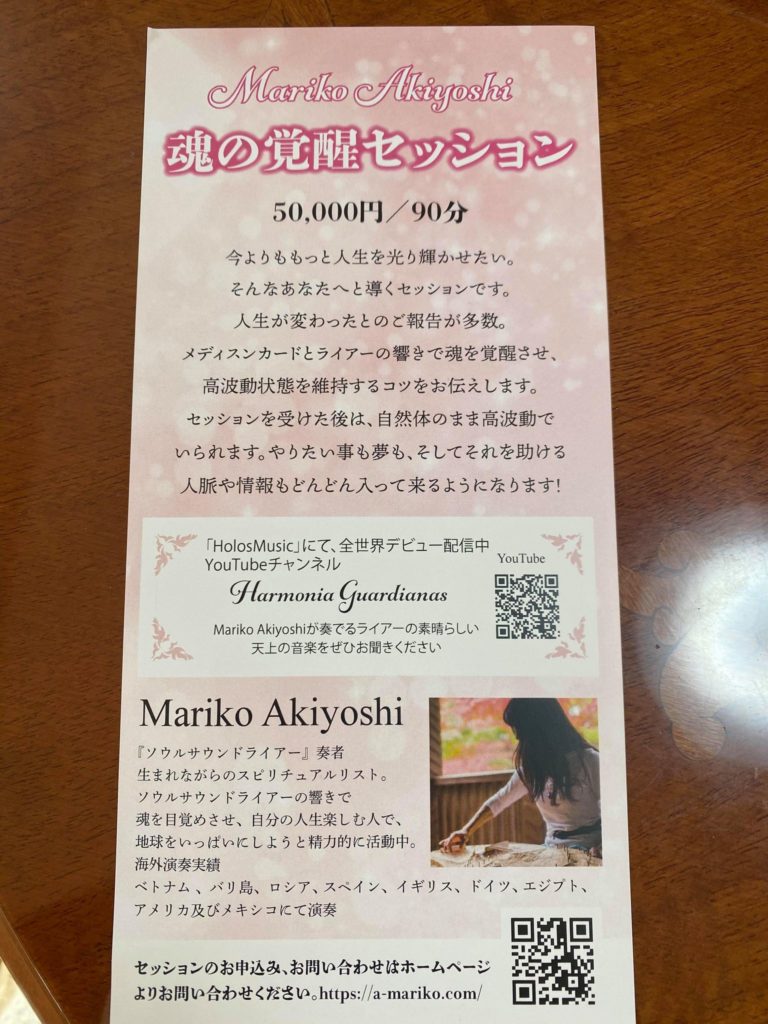 Mariko Akiyoshi
魂の覚醒セッション
50,000円／90分
今よりももっと人生を光り輝かせたい。
そんなあなたへと導くセッションです。
人生が変わったとのご報告が多数。
メディスンカードとライアーの響きで魂を覚醒させ、
高波動状態を維持するコツをお伝えします。
セッションを受けた後は、自然体のまま高波動で
いられます。やりたい事も夢も、そしてそれを助ける
人脈や情報もどんどん入って来るようになります!
「HolosMusic」にて、全世界デビュー配信中
YouTubeチャンネル
YouTube
Harmonia Guardianas
Mariko Akiyoshiが奏でるライアーの素晴らしい
天上の音楽をぜひお聞きください
Mariko Akiyoshi
『ソウルサウンドライアー』奏者
生まれながらのスピリチュアルリスト。
ソウルサウンドライアーの響きで
魂を目覚めさせ、自分の人生楽しむ人で、
地球をいっぱいにしようと精力的に活動中。
海外演奏実績
ベトナム、バリ島、ロシア、スペイン、イギリス、ドイツ、エジプト、
アメリカ及びメキシコにて演奏
セッションのお申込み、お問い合わせはホームページ
よりお問い合わせください。https://a-mariko.com/